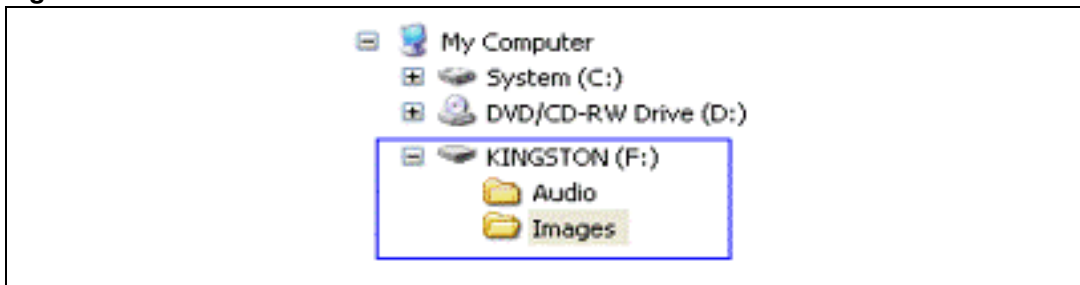 My Computer
System (C:)
DVD/CD-RW Drive (D:)
KINGSTON (F:)
Audio
Images